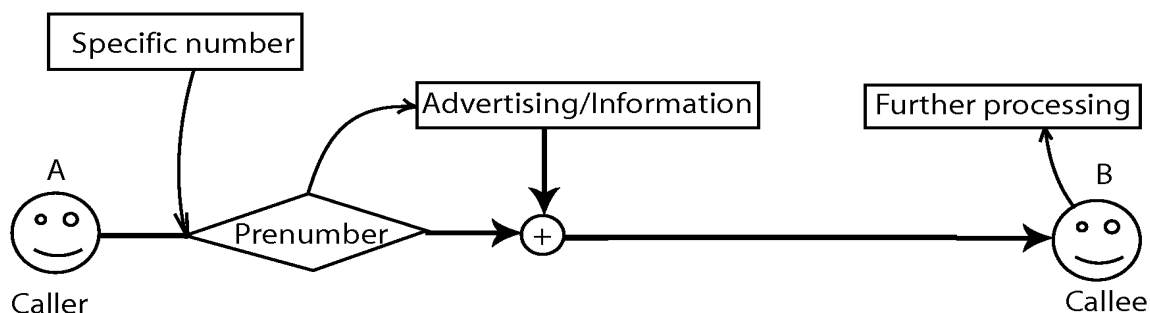 Specific number
Advertising/Information
Further processing
A
B
Prenumber
+
Caller
Callee